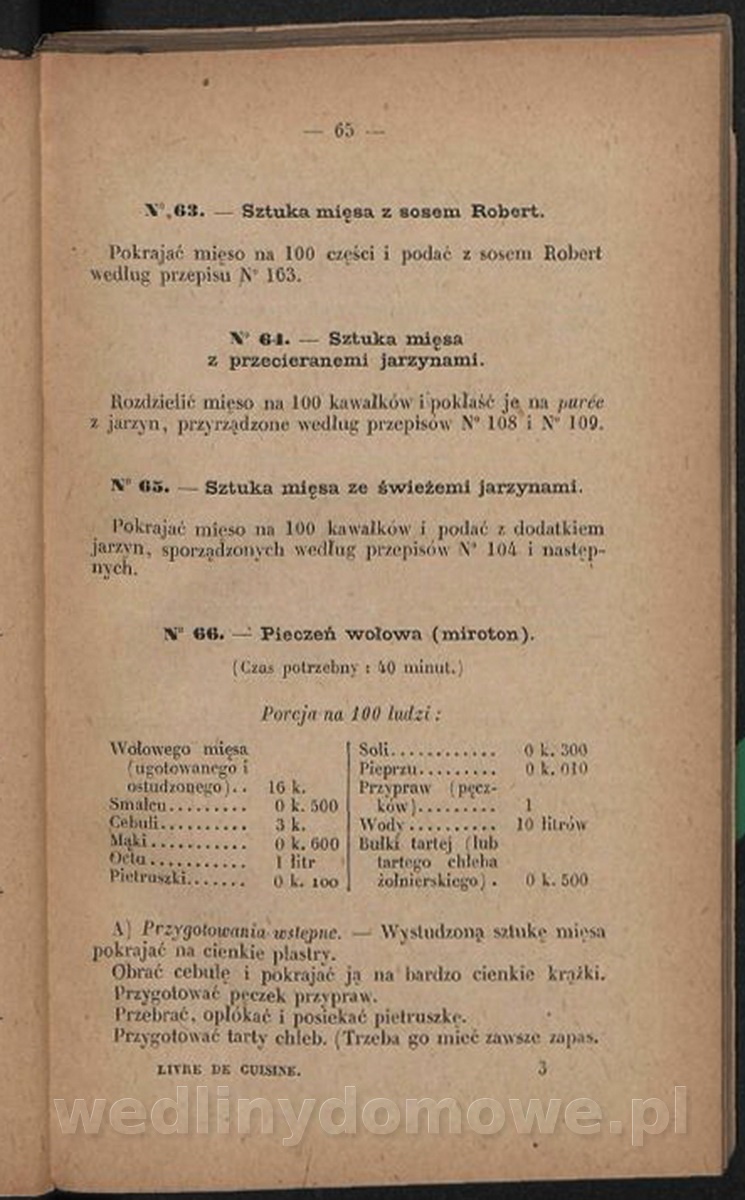 — 65 —
N°. 63. — Sztuka mięsa z sosem Robert.
Pokrajać mięso na 100 części i podać z sosem Robert
według przepisu N° 163.
N° 64. — Sztuka mięsa
z przecieranemi jarzynami.
Rozdzielić mięso na 100 kawałków i pokłaść je na purée
z jarzyn, przyrządzone według przepisów N° 108 i N° 109.
N° 65. — Sztuka mięsa ze świeżemi jarzynami.
Pokrajać mięso na 100 kawałków i podać z dodatkiem
jarzyn, sporządzonych według przepisów N° 104 i następ-
nych.
N° 66. — Pieczeń wołowa (miroton).
(Czas potrzebny : 40 minut.)
Porcja na 100 ludzi :
Wołowego mięsa
(ugotowanego i
ostudzonego).. 16 k.
Smalcu......... 0 k. 500
Cebuli.......... 3 k.
Mąki........... 0 k. 600
Octu........... 1 litr
Pietruszki....... 0 k. 100
Soli............ 0 k. 300
Pieprzu......... 0 k. 010
Przypraw (pęcz-
ków)......... 1
Wody.......... 10 litrów
Bułki tartej (lub
tartego chleba
żołnierskiego). 0 k. 500
A) Przygotowania wstępne. — Wystudzoną sztukę mięsa
pokrajać na cienkie plastry.
Obrać cebulę i pokrajać ją na bardzo cienkie krążki.
Przygotować pęczek przypraw.
Przebrać, opłókać i posiekać pietruszkę.
Przygotować tarty chleb. (Trzeba go mieć zawsze zapas.
LIVRE DE CUISINE. 3
wedlinydomowe.pl